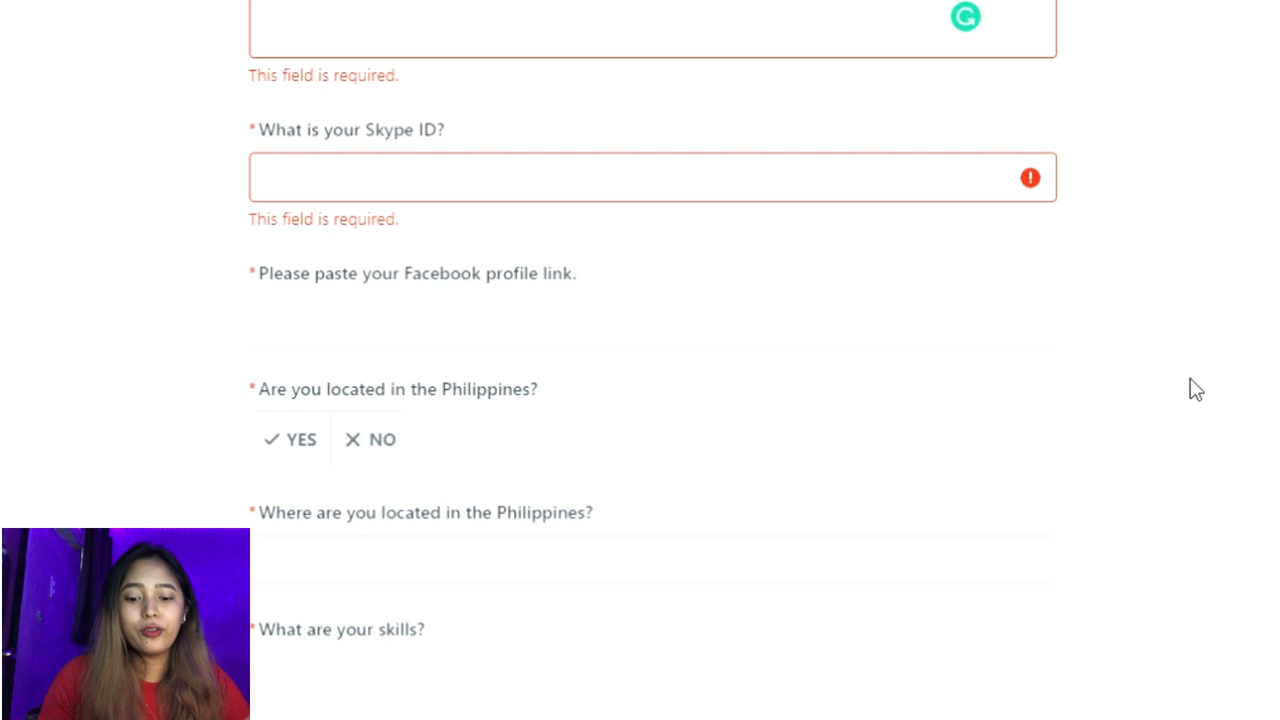 This field is required.
* What is your Skype ID?
This field is required.
* Please paste your Facebook profile link.
* Are you located in the Philippines?
YES NO
* Where are you located in the Philippines?
* What are your skills?